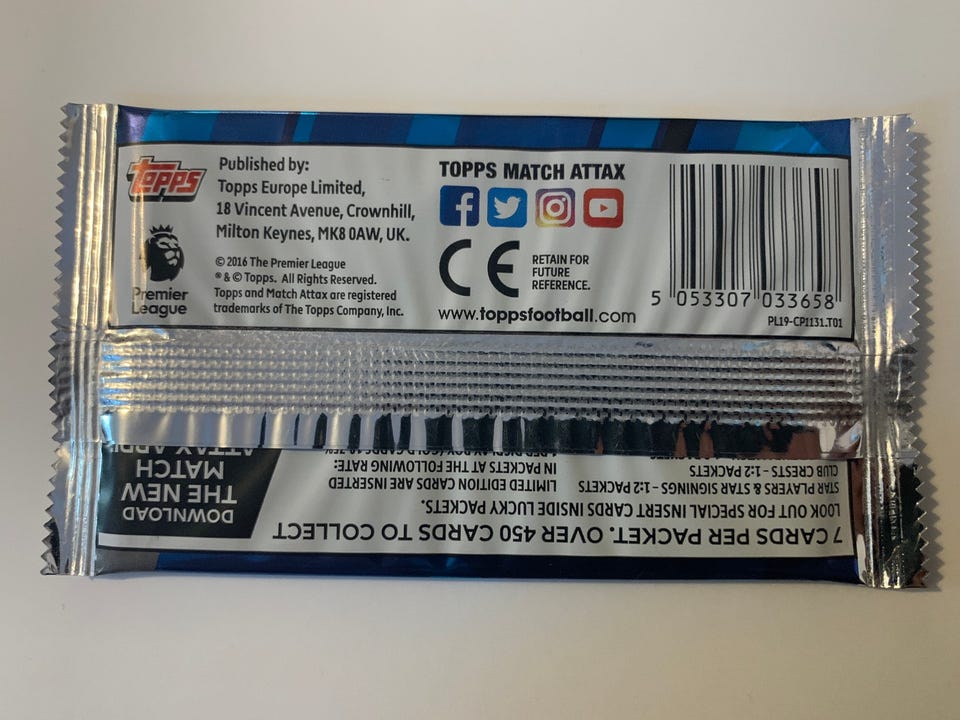 Topps
Published by:
Topps Europe Limited,
18 Vincent Avenue, Crownhill,
Milton Keynes, MK8 0AW, UK.
Premier
League
© 2016 The Premier League
® & © Topps. All Rights Reserved.
Topps and Match Attax are registered
trademarks of The Topps Company, Inc.
TOPPS MATCH ATTAX
CE
RETAIN FOR
FUTURE
REFERENCE.
www.toppsfootball.com
5 053307 033658
PL19-CP1131.T01
7 CARDS PER PACKET. OVER 450 CARDS TO COLLECT
LOOK OUT FOR SPECIAL INSERT CARDS INSIDE LUCKY PACKETS.
STAR PLAYERS & STAR SIGNINGS - 1:2 PACKETS
CLUB CRESTS - 1:2 PACKETS
LIMITED EDITION CARDS ARE INSERTED
IN PACKETS AT THE FOLLOWING RATE:
DOWNLOAD
THE NEW
MATCH
ATTAX APP!